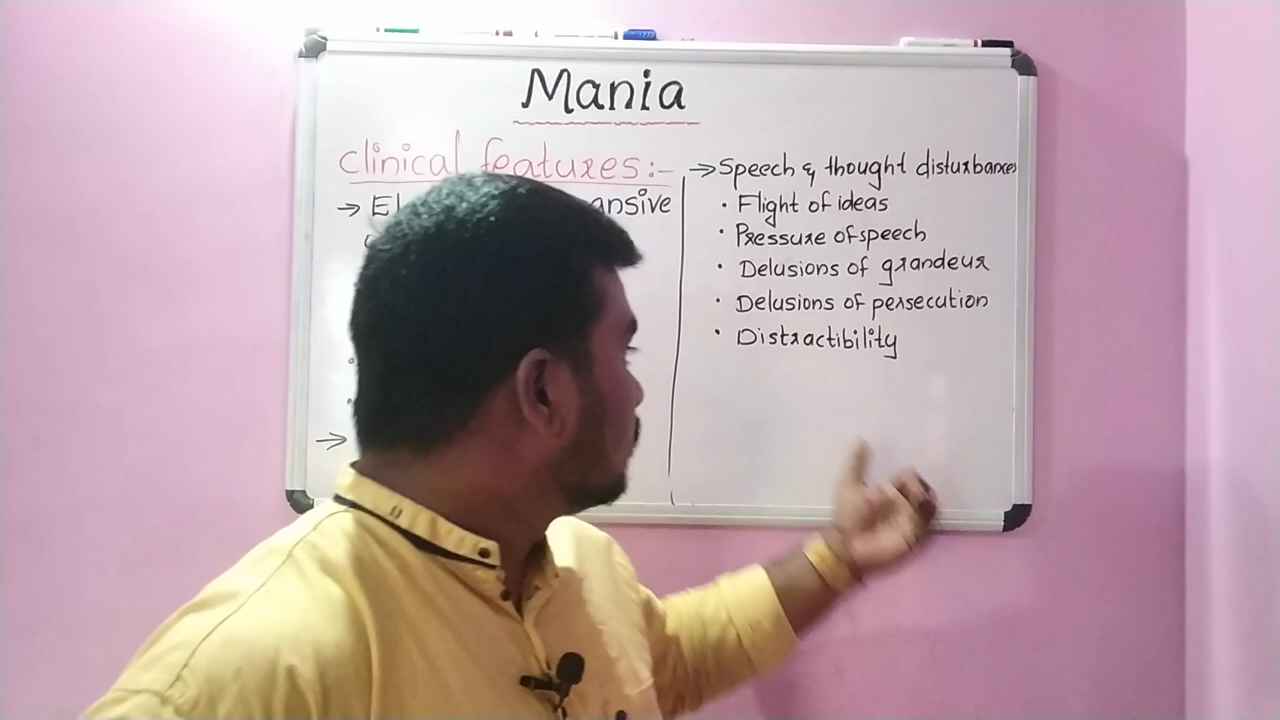 Mania
Clinical features:-
→ El ansive
→ Speech & thought disturbances
• Flight of ideas
• Pressure of speech
• Delusions of grandeur
• Delusions of persecution
• Distractibility